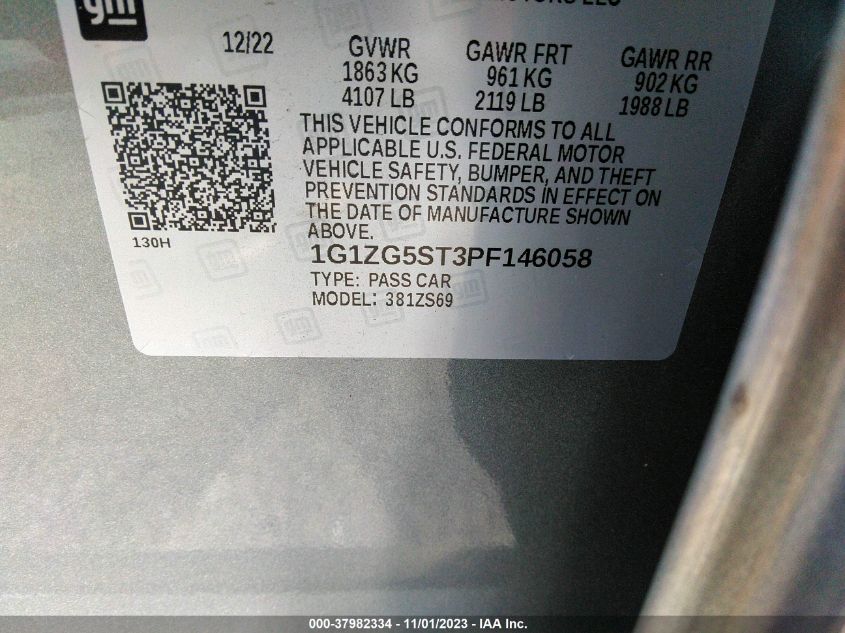 gm
LLC
12/22
GVWR
1863 KG
4107 LB
GAWR FRT
961 KG
2119 LB
GAWR RR
902 KG
1988 LB
THIS VEHICLE CONFORMS TO ALL
APPLICABLE U.S. FEDERAL MOTOR
VEHICLE SAFETY, BUMPER, AND THEFT
PREVENTION STANDARDS IN EFFECT ON
THE DATE OF MANUFACTURE SHOWN
ABOVE.
130H
1G1ZG5ST3PF146058
TYPE: PASS CAR
MODEL: 381ZS69
000-37982334 - 11/01/2023 - IAA Inc.